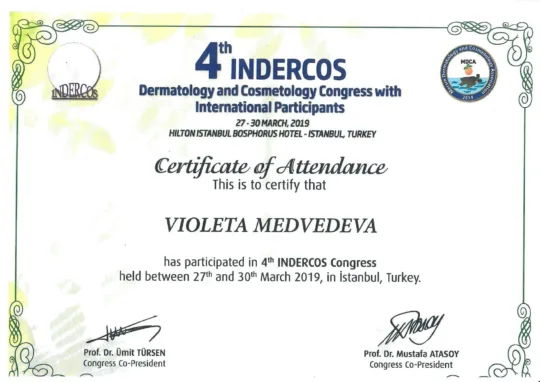 4th INDERCOS
Dermatology and Cosmetology Congress with
International Participants
27 - 30 MARCH, 2019
HILTON ISTANBUL BOSPHORUS HOTEL - ISTANBUL, TURKEY
INDERCOS
MDCA
2014
Certificate of Attendance
This is to certify that
VIOLETA MEDVEDEVA
has participated in 4th INDERCOS Congress
held between 27th and 30th March 2019, in İstanbul, Turkey.
Prof. Dr. Ümit TÜRSEN
Congress Co-President
Prof. Dr. Mustafa ATASOY
Congress Co-President